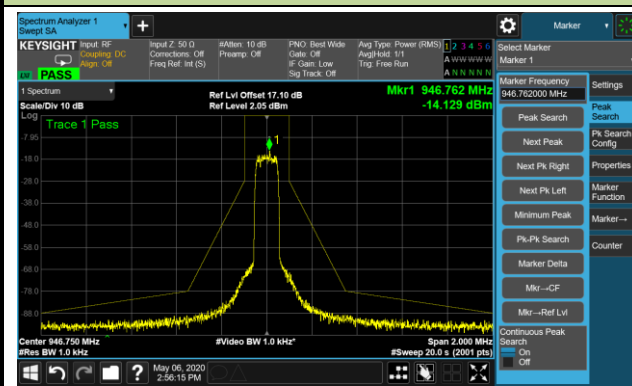 Spectrum Analyzer 1
Swept SA
Marker
KEYSIGHT
Input: RF
Coupling: DC
Align: Off
Input Z: 50 Ω
Corrections: Off
Freq Ref: Int (S)
#Atten: 10 dB
Preamp: Off
PNO: Best Wide
Gate: Off
IF Gain: Low
Sig Track: Off
Avg Type: Power (RMS)
Avg|Hold: 1/1
Trig: Free Run
1 2 3 4 5 6
A W W W W W
A N N N N N
PASS
Select Marker
Marker 1
1 Spectrum
Scale/Div 10 dB
Ref Lvl Offset 17.10 dB
Ref Level 2.05 dBm
Mkr1 946.762 MHz
-14.129 dBm
Log
Trace 1 Pass
1
-7.95
-18.0
-28.0
-38.0
-48.0
-58.0
-68.0
-78.0
-88.0
Center 946.750 MHz
#Res BW 1.0 kHz
#Video BW 1.0 kHz*
Span 2.000 MHz
#Sweep 20.0 s (2001 pts)
Marker Frequency
946.762000 MHz
Peak Search
Next Peak
Next Pk Right
Next Pk Left
Minimum Peak
Pk-Pk Search
Marker Delta
Mkr→CF
Mkr→Ref Lvl
Continuous Peak
Search
On
Off
Settings
Peak
Search
Pk Search
Config
Properties
Marker
Function
Marker→
Counter
?
May 06, 2020
2:56:15 PM